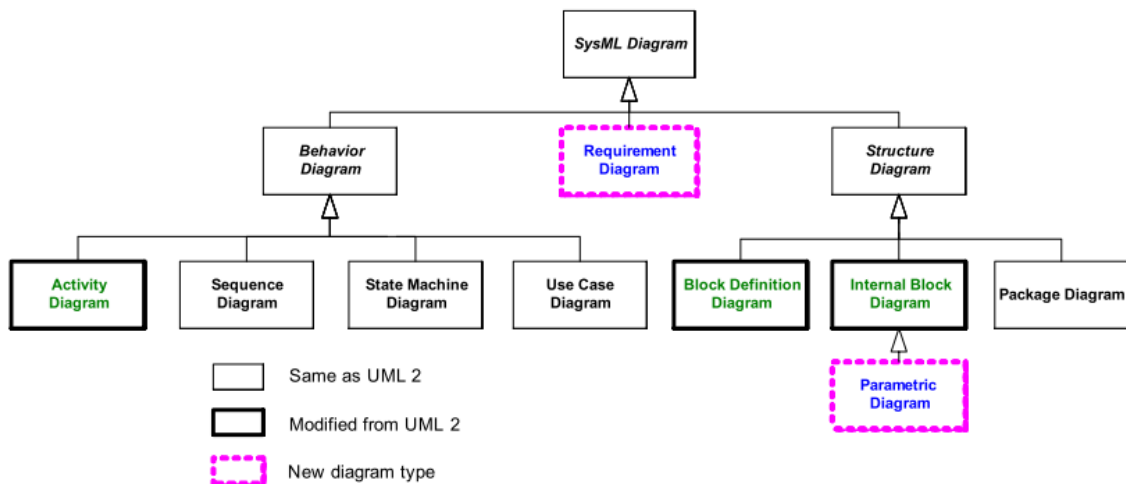 SysML Diagram
Behavior
Diagram
Requirement
Diagram
Structure
Diagram
Activity
Diagram
Sequence
Diagram
State Machine
Diagram
Use Case
Diagram
Block Definition
Diagram
Internal Block
Diagram
Package Diagram
Parametric
Diagram
Same as UML 2
Modified from UML 2
New diagram type